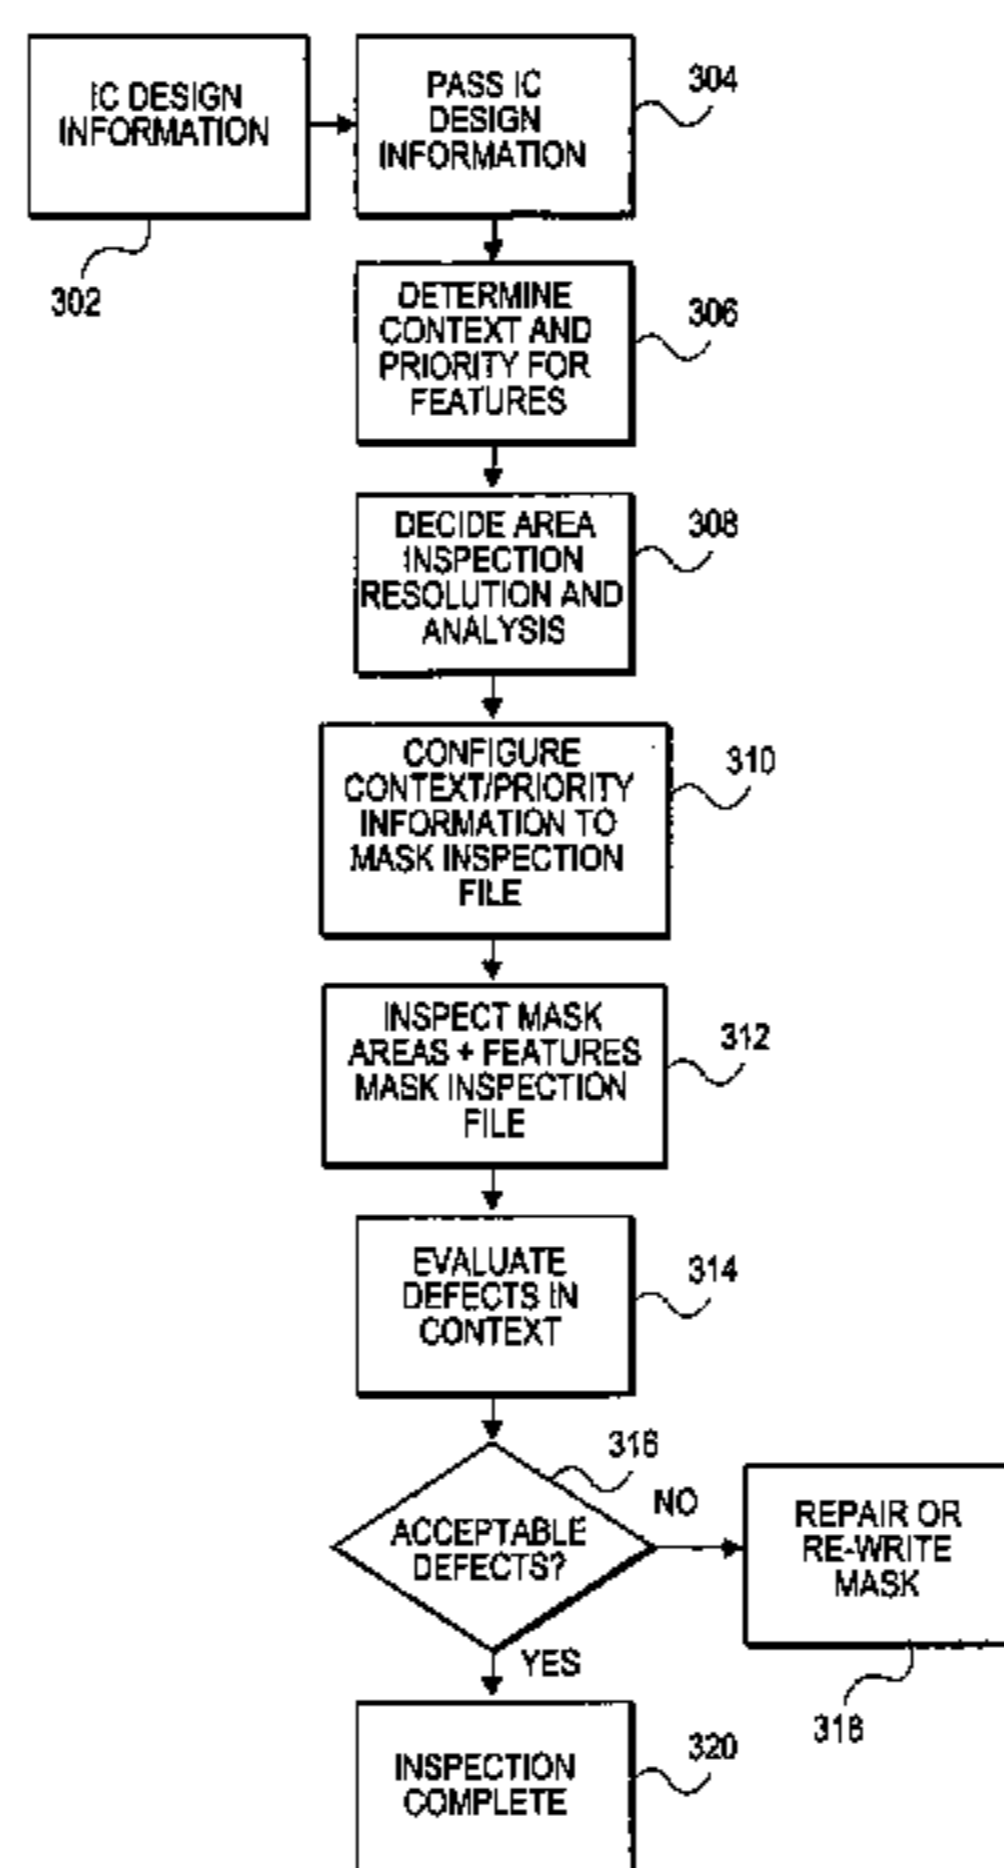 IC DESIGN
INFORMATION
302
PASS IC
DESIGN
INFORMATION
304
DETERMINE
CONTEXT AND
PRIORITY FOR
FEATURES
306
DECIDE AREA
INSPECTION
RESOLUTION AND
ANALYSIS
308
CONFIGURE
CONTEXT/PRIORITY
INFORMATION TO
MASK INSPECTION
FILE
310
INSPECT MASK
AREAS + FEATURES
MASK INSPECTION
FILE
312
EVALUATE
DEFECTS IN
CONTEXT
314
ACCEPTABLE
DEFECTS?
316
NO
REPAIR OR
RE-WRITE
MASK
318
YES
INSPECTION
COMPLETE
320